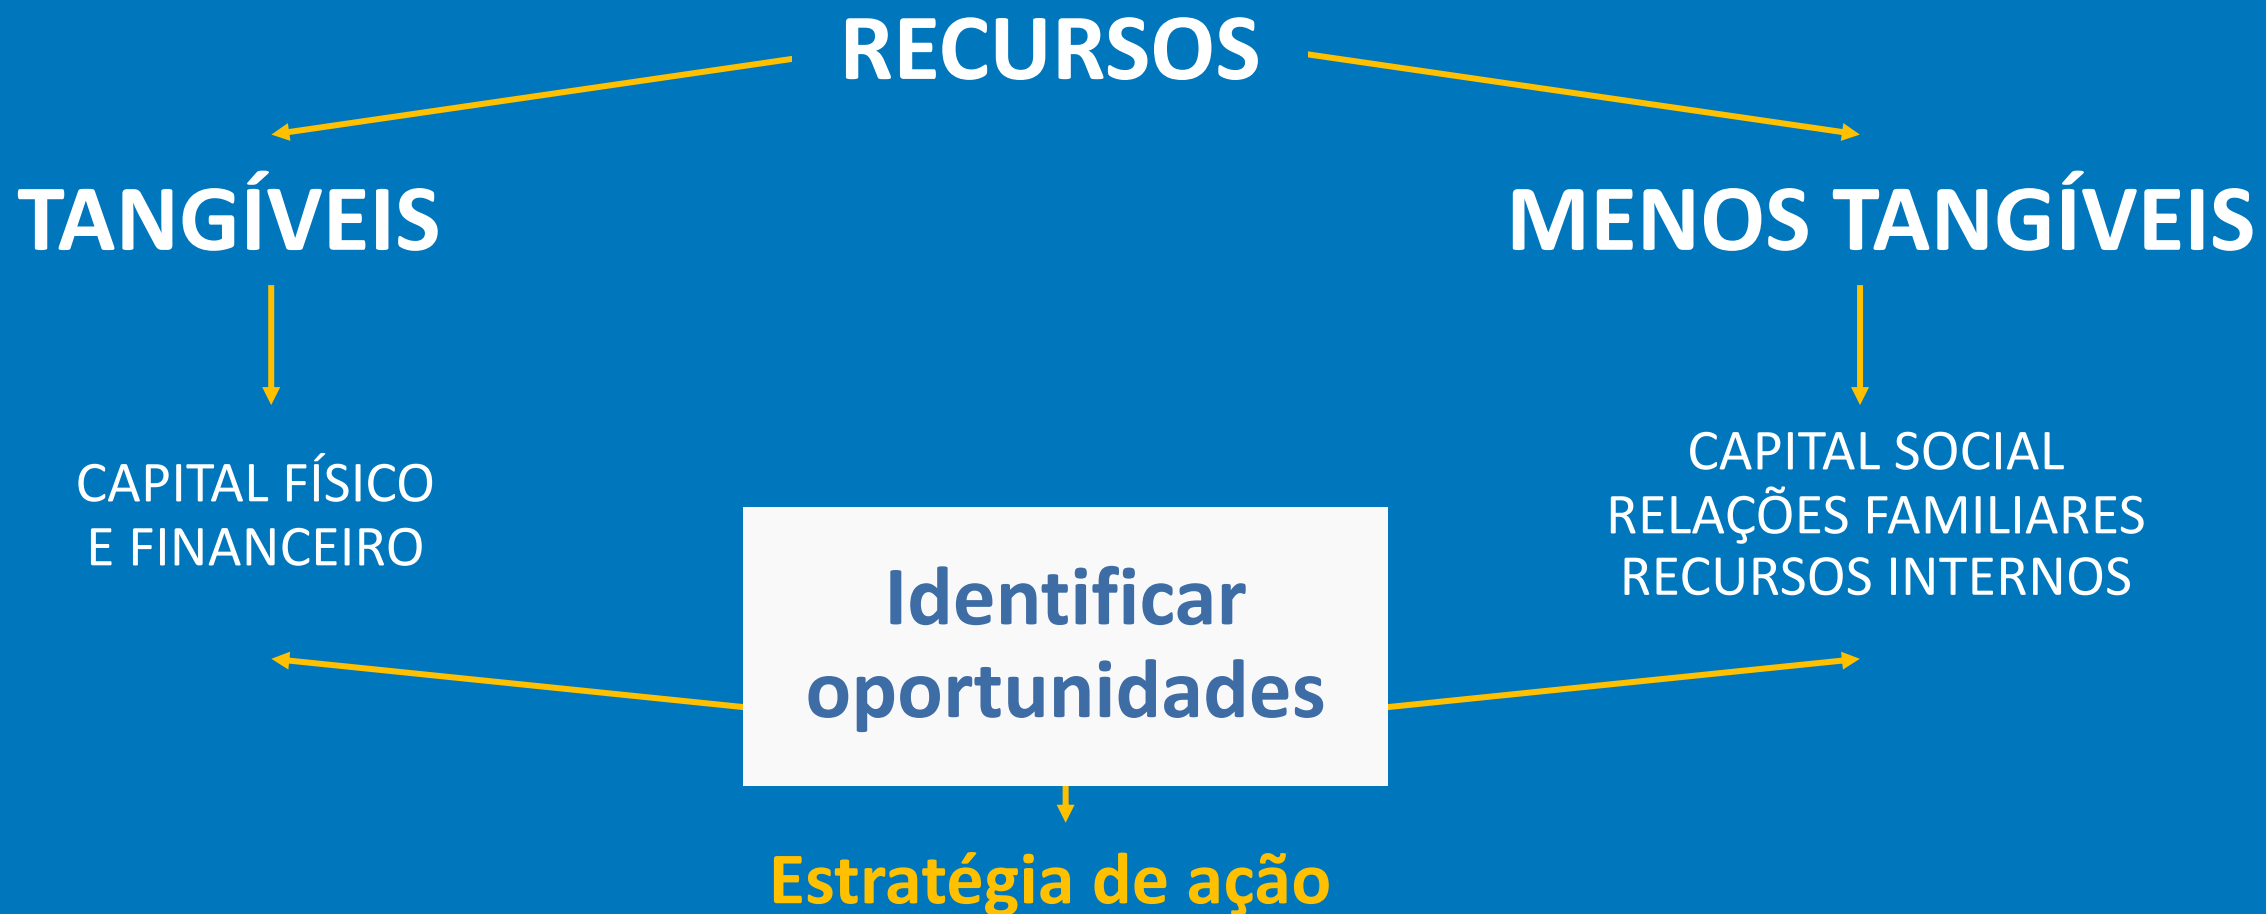 RECURSOS
TANGÍVEIS
MENOS TANGÍVEIS
CAPITAL FÍSICO
E FINANCEIRO
CAPITAL SOCIAL
RELAÇÕES FAMILIARES
RECURSOS INTERNOS
Identificar
oportunidades
Estratégia de ação